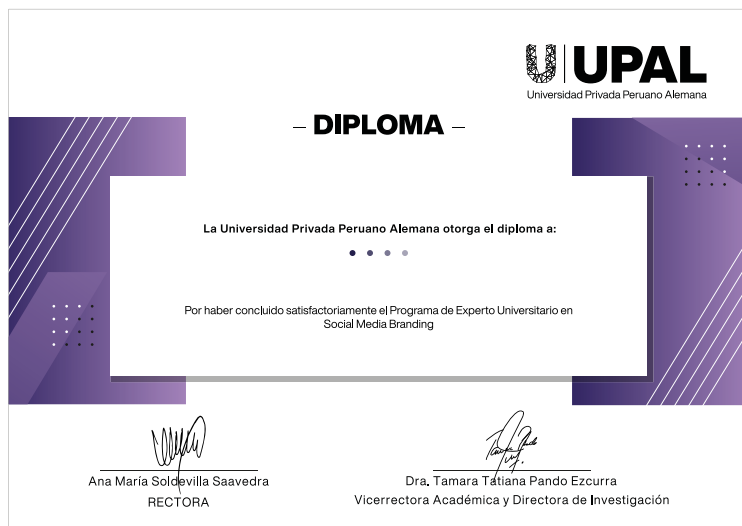 UPAL
Universidad Privada Peruano Alemana
– DIPLOMA –
La Universidad Privada Peruano Alemana otorga el diploma a:
Por haber concluido satisfactoriamente el Programa de Experto Universitario en
Social Media Branding
Ana María Soldevilla Saavedra
RECTORA
Dra. Tamara Tatiana Pando Ezcurra
Vicerrectora Académica y Directora de Investigación